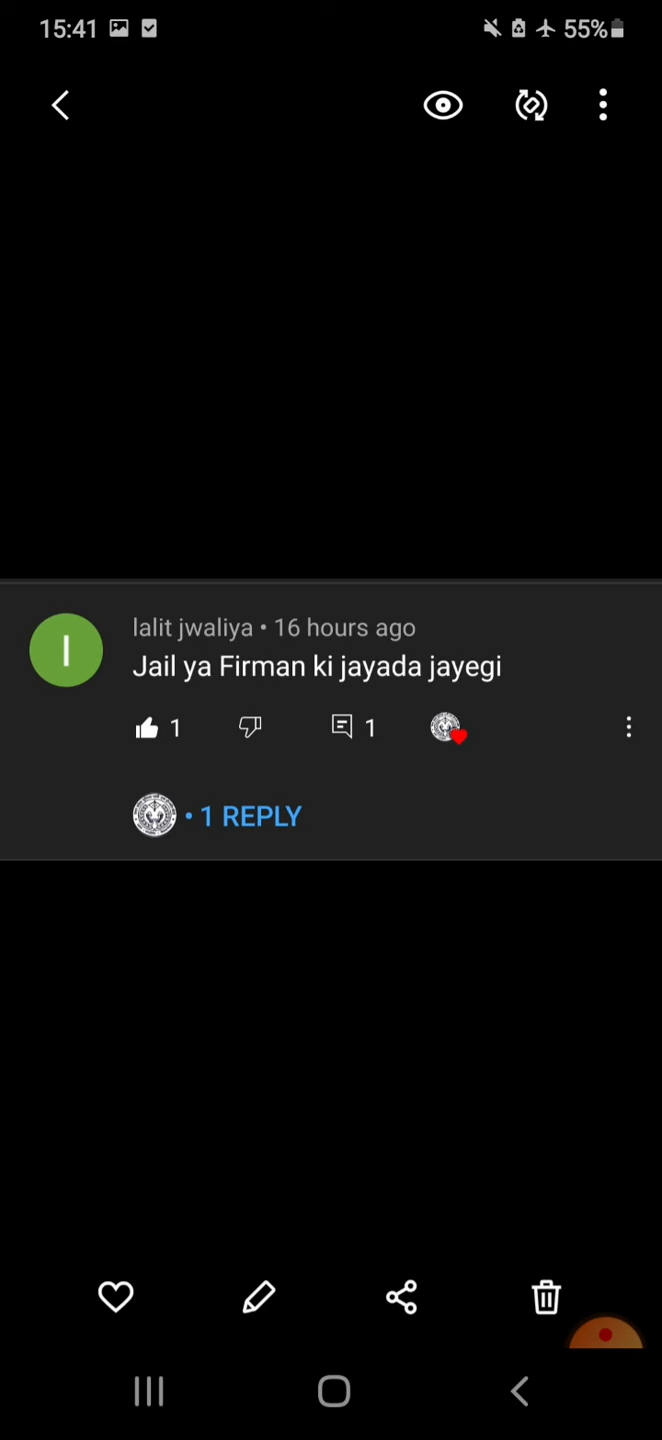 15:41
55%
lalit jwaliya • 16 hours ago
Jail ya Firman ki jayada jayegi
1
1
• 1 REPLY